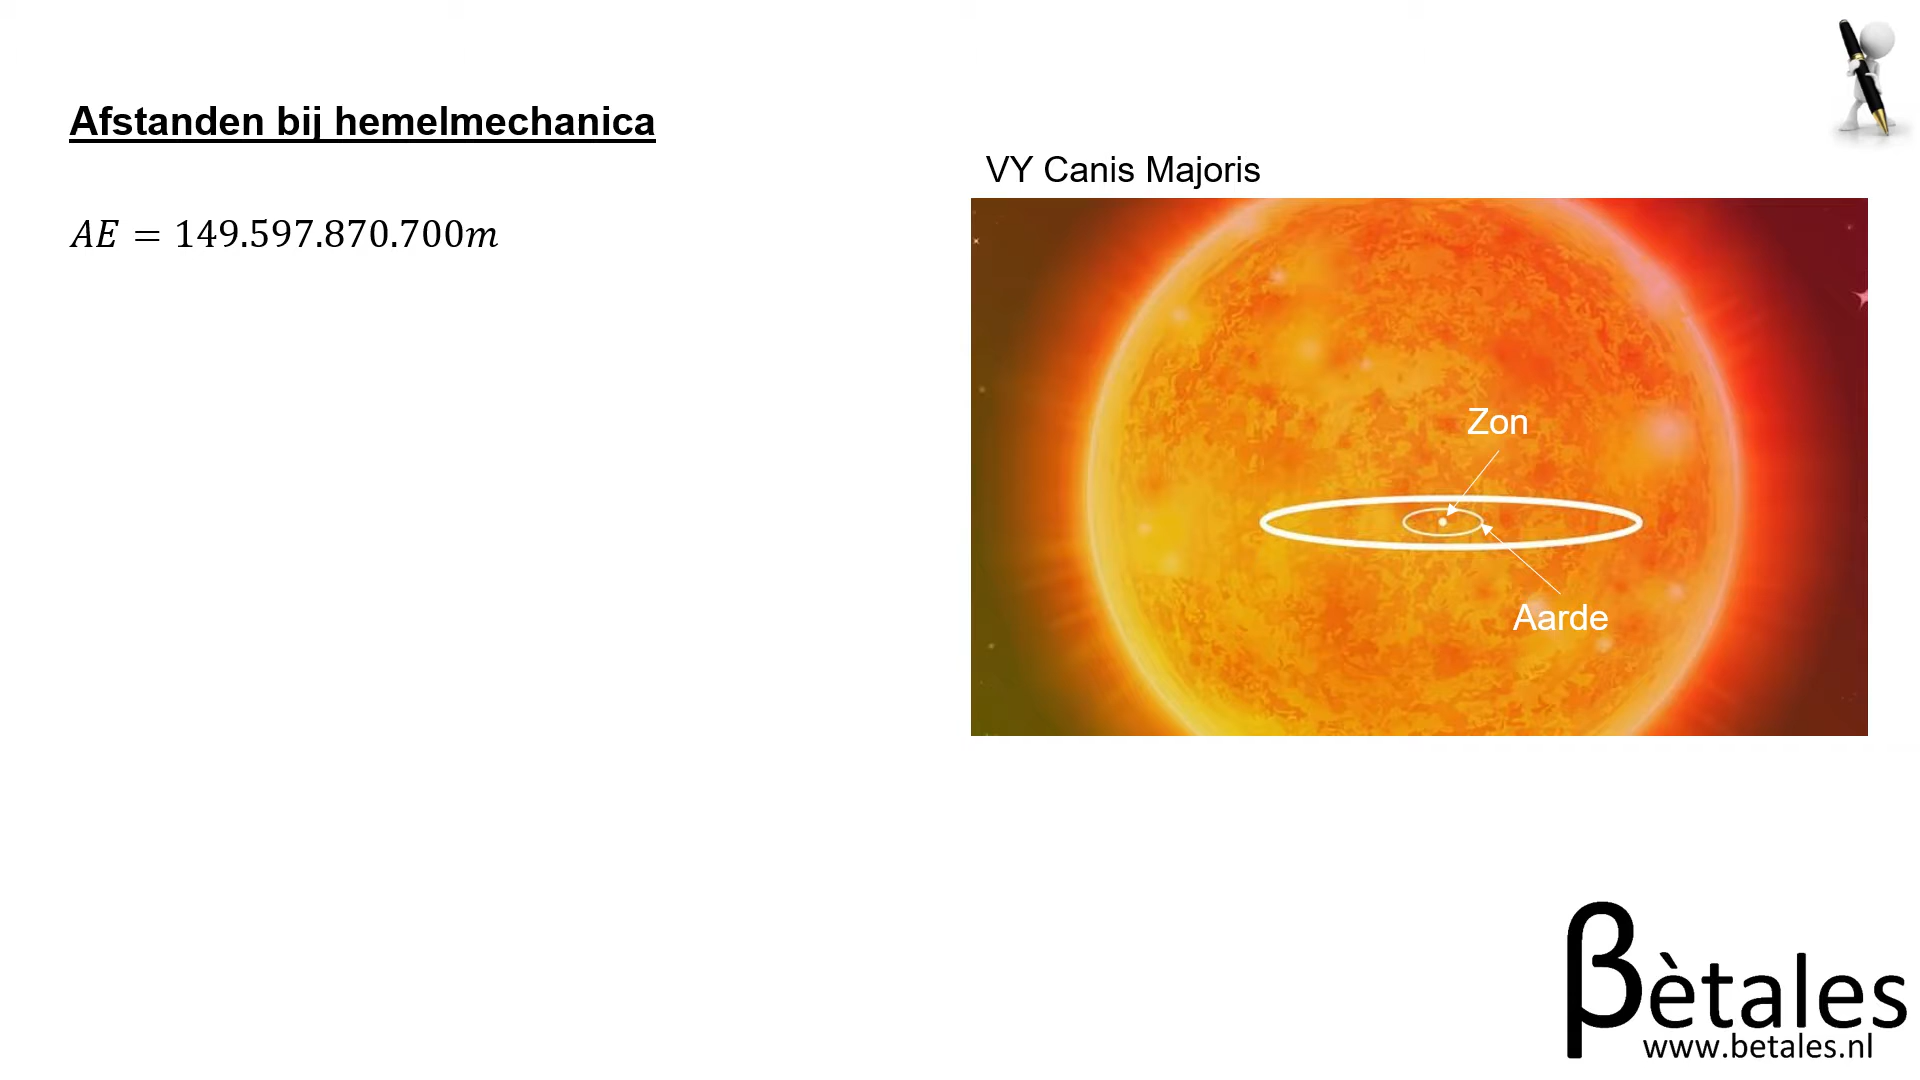 Afstanden bij hemelmechanica
VY Canis Majoris
AE = 149.597.870.700m
Zon
Aarde
βètales
www.betales.nl